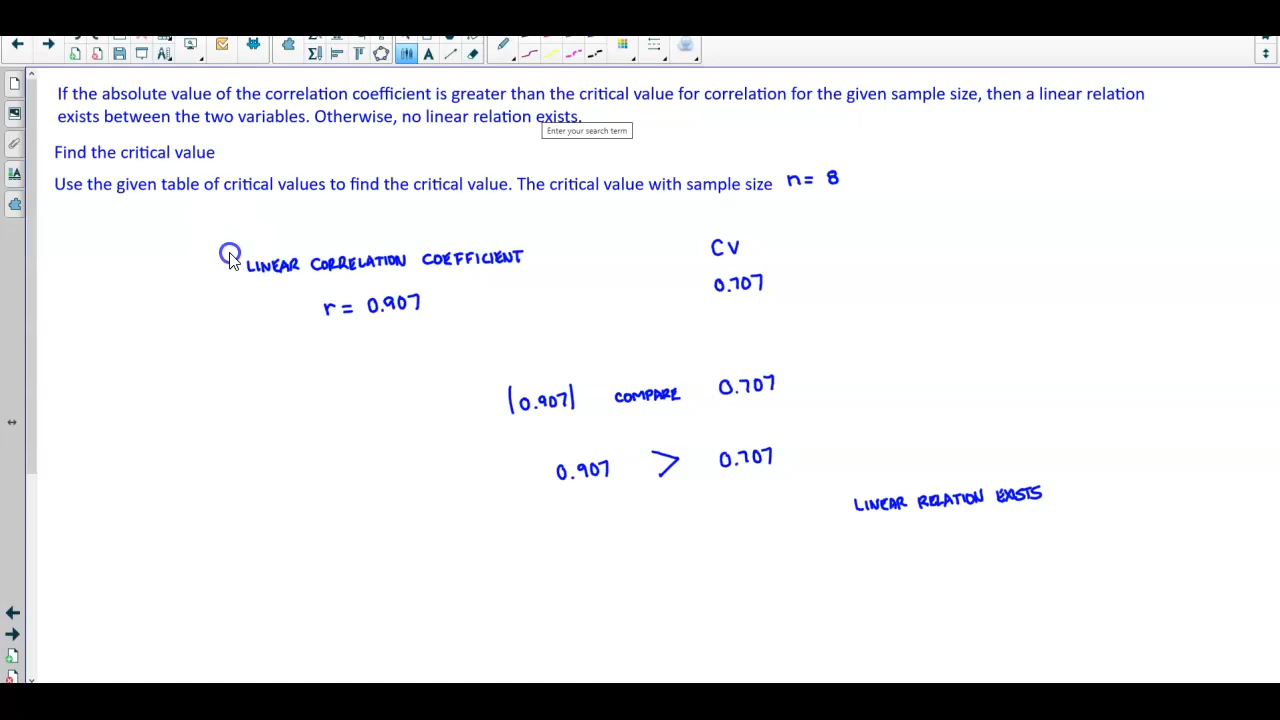 If the absolute value of the correlation coefficient is greater than the critical value for correlation for the given sample size, then a linear relation
exists between the two variables. Otherwise, no linear relation exists.
Enter your search term
Find the critical value
Use the given table of critical values to find the critical value. The critical value with sample size n = 8
LINEAR CORRELATION COEFFICIENT CV
r = 0.907 0.707
|0.907| COMPARE 0.707
0.907 > 0.707
LINEAR RELATION EXISTS